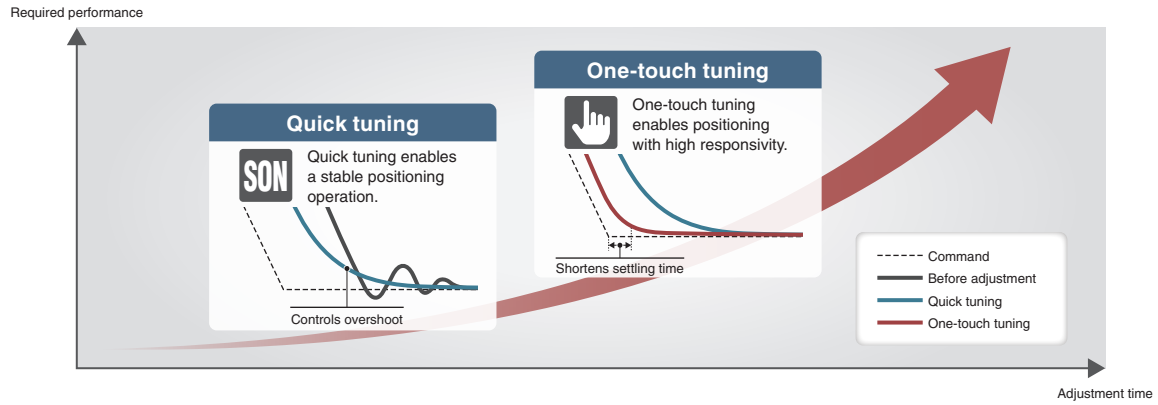 Required performance
One-touch tuning
One-touch tuning
enables positioning
with high responsivity.
Shortens settling time
Quick tuning
SON
Quick tuning enables
a stable positioning
operation.
Controls overshoot
Command
Before adjustment
Quick tuning
One-touch tuning
Adjustment time